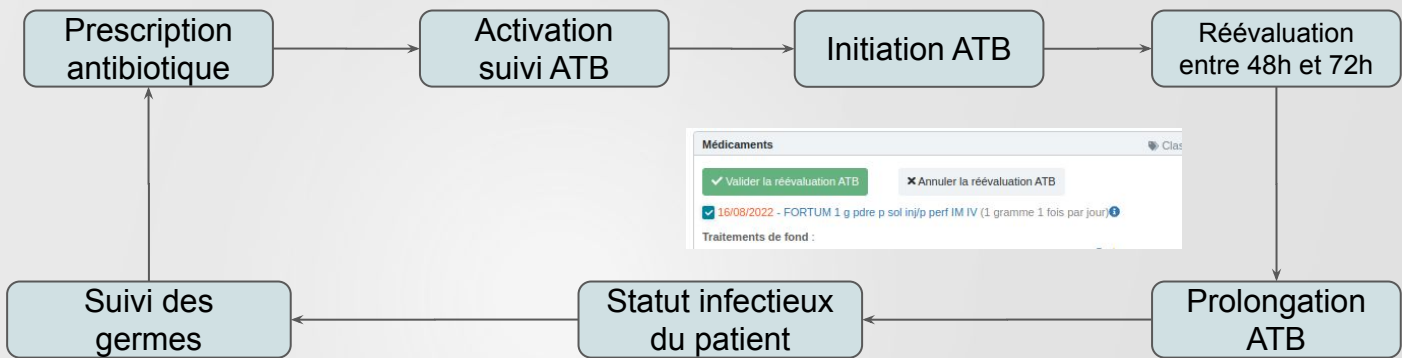 Prescription
antibiotique
Activation
suivi ATB
Initiation ATB
Réévaluation
entre 48h et 72h
Médicaments
Valider la réévaluation ATB
Annuler la réévaluation ATB
16/08/2022 - FORTUM 1 g pdre p sol inj/p perf IM IV (1 gramme 1 fois par jour)
Traitements de fond :
Suivi des
germes
Statut infectieux
du patient
Prolongation
ATB